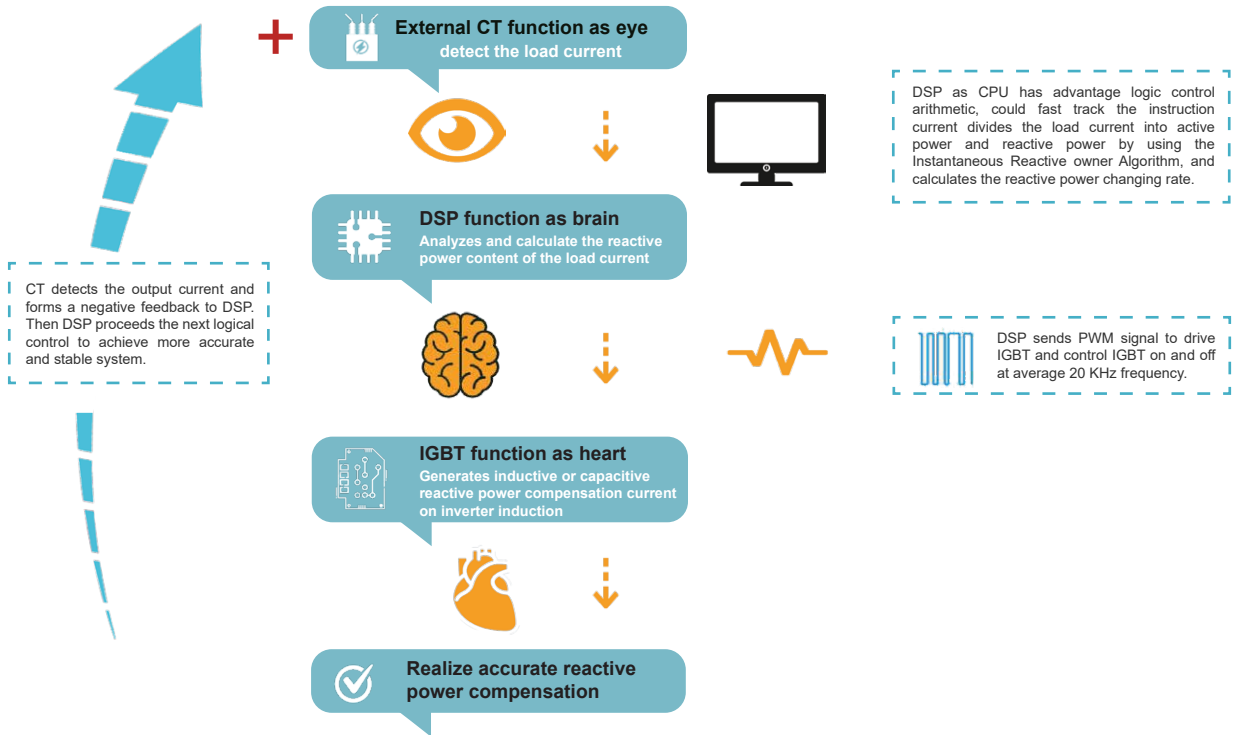 External CT function as eye
detect the load current
DSP as CPU has advantage logic control
arithmetic, could fast track the instruction
current divides the load current into active
power and reactive power by using the
Instantaneous Reactive owner Algorithm, and
calculates the reactive power changing rate.
DSP function as brain
Analyzes and calculate the reactive
power content of the load current
CT detects the output current and
forms a negative feedback to DSP.
Then DSP proceeds the next logical
control to achieve more accurate
and stable system.
DSP sends PWM signal to drive
IGBT and control IGBT on and off
at average 20 KHz frequency.
IGBT function as heart
Generates inductive or capacitive
reactive power compensation current
on inverter induction
Realize accurate reactive
power compensation